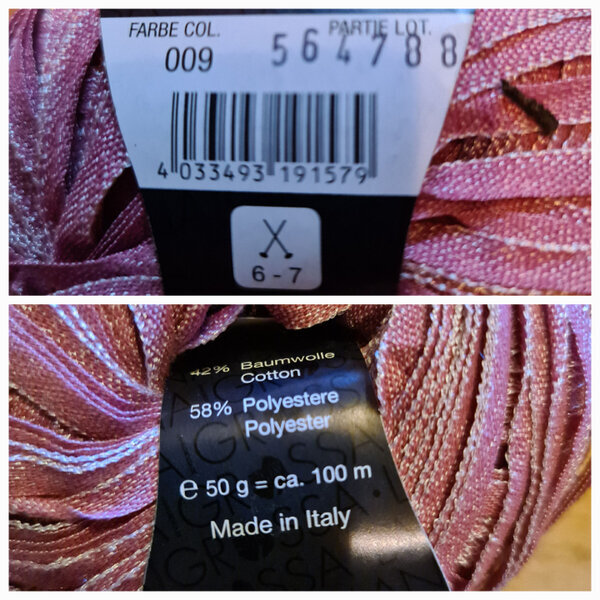 FARBE COL.
PARTIE LOT.
009
564788
4 033493 191579
6 - 7
42% Baumwolle
Cotton
58% Polyestere
Polyester
e 50 g = ca. 100 m
Made in Italy